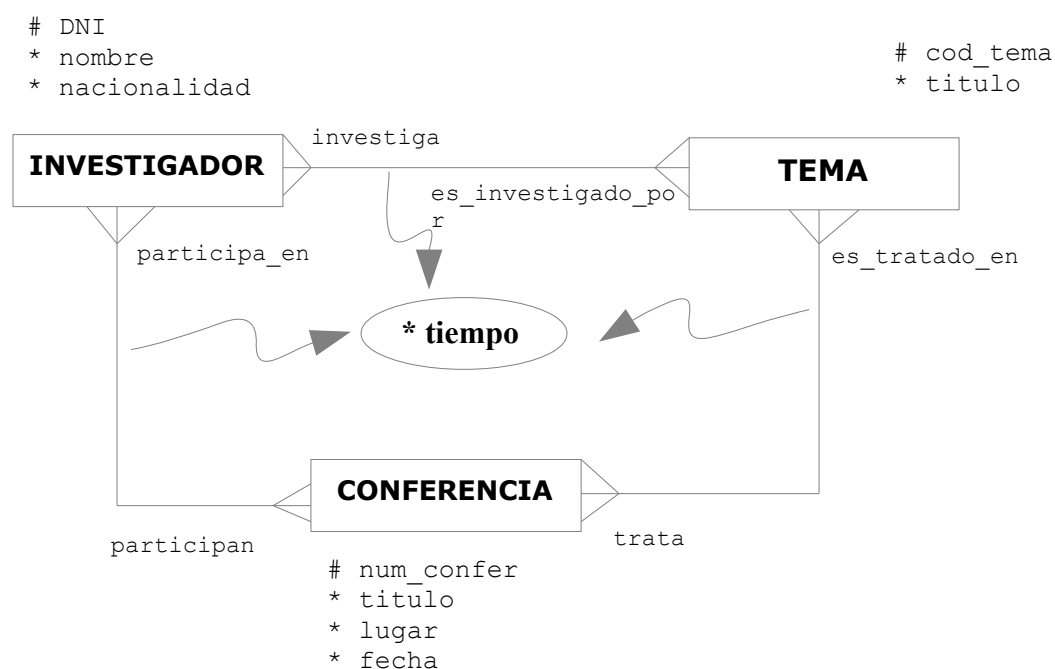 # DNI
* nombre
* nacionalidad
# cod_tema
* titulo
investiga
INVESTIGADOR
TEMA
es_investigado_po
r
participa_en
es_tratado_en
* tiempo
CONFERENCIA
participan
trata
# num_confer
* titulo
* lugar
* fecha